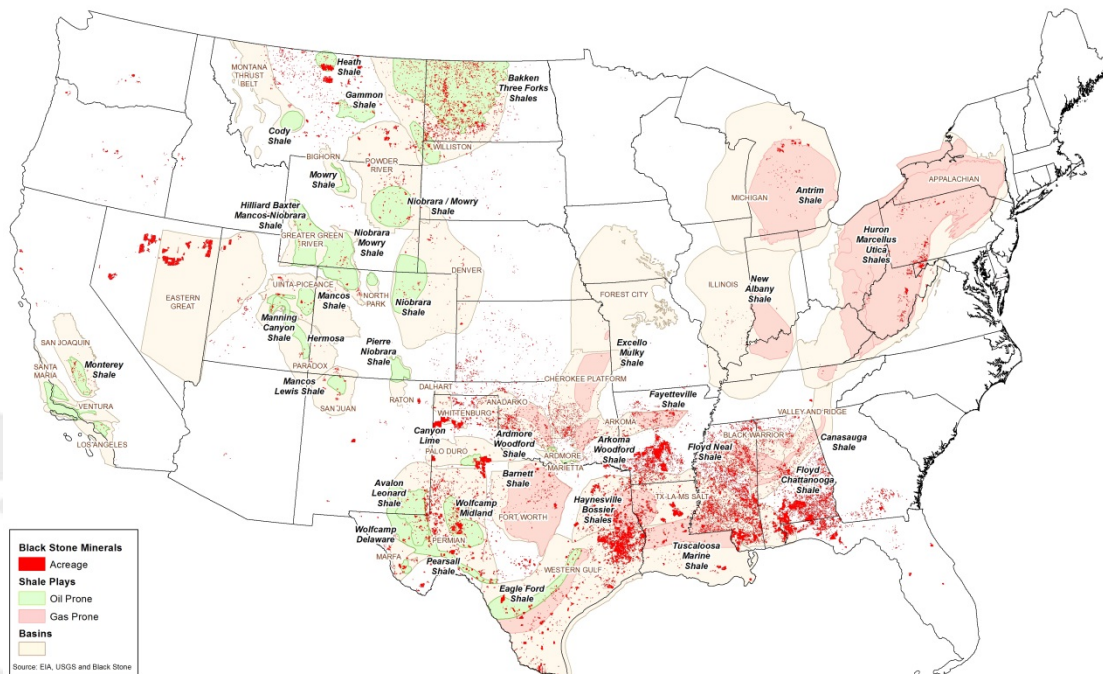 Heath
Shale
MONTANA
THRUST
BELT
Bakken
Three Forks
Shales
Gammon
Shale
Cody
Shale
WILLISTON
BIGHORN
POWDER
RIVER
Mowry
Shale
Niobrara / Mowry
Shale
Hilliard Baxter
Mancos-Niobrara
Shale
GREATER GREEN
RIVER
Niobrara
Mowry
Shale
MICHIGAN
Antrim
Shale
APPALACHIAN
Huron
Marcellus
Utica
Shales
DENVER
UINTA-PICEANCE
Mancos
Shale
NORTH
PARK
Niobrara
Shale
EASTERN
GREAT
FOREST CITY
ILLINOIS
New
Albany
Shale
Manning
Canyon
Shale
Hermosa
PARADOX
Pierre
Niobrara
Shale
Excello
Mulky
Shale
SAN JOAQUIN
SANTA
MARIA
Monterey
Shale
VENTURA
LOS ANGELES
Mancos
Lewis Shale
SAN JUAN
RATON
DALHART
CHEROKEE PLATFORM
ANADARKO
WHITTENBURG
Fayetteville
Shale
ARKOMA
VALLEY AND RIDGE
Canyon
Lime
PALO DURO
Ardmore
Woodford
Shale
ARDMORE
MARIETTA
Arkoma
Woodford
Shale
BLACK WARRIOR
Floyd Neal
Shale
Canasauga
Shale
Floyd
Chattanooga
Shale
Avalon
Leonard
Shale
Barnett
Shale
Wolfcamp
Midland
FORT WORTH
Haynesville
Bossier
Shales
TX-LA-MS SALT
Wolfcamp
Delaware
PERMIAN
MARFA
Pearsall
Shale
Tuscaloosa
Marine
Shale
WESTERN GULF
Eagle Ford
Shale
Black Stone Minerals
Acreage
Shale Plays
Oil Prone
Gas Prone
Basins
Source: EIA, USGS and Black Stone